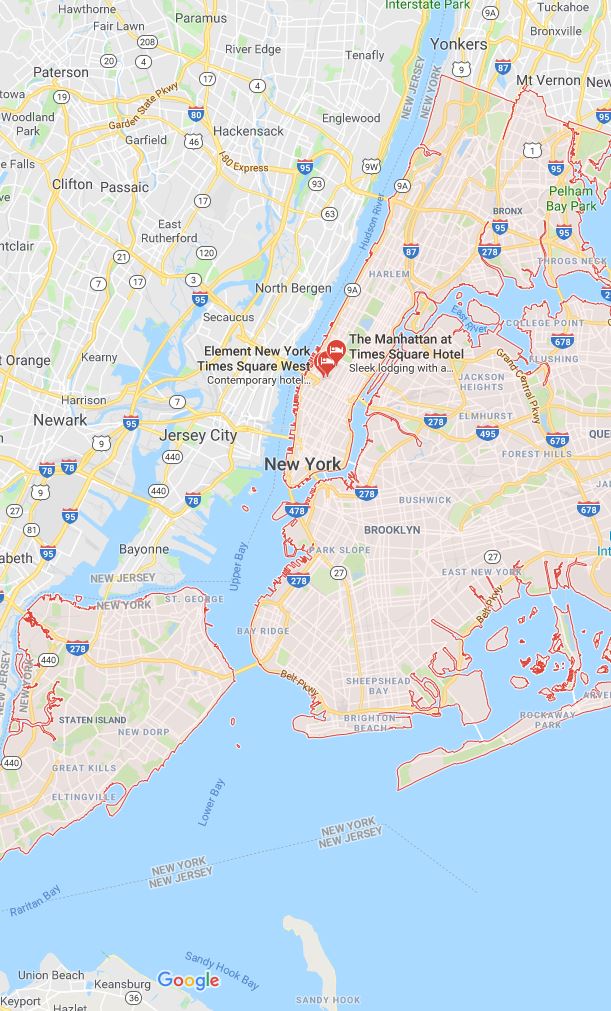 Interstate Park
Tuckahoe
Hawthorne
Paramus
9A
Fair Lawn
Bronxville
208
River Edge
Tenafly
Yonkers
20
4
4
9
87
Paterson
17
4
Mt Vernon
New
19
Garden State Pkwy
NEW JERSEY
NEW YORK
95
Woodland
Park
80
Englewood
Hackensack
1
Garfield
46
I-80 Express
95
9W
Clifton
Passaic
93
9A
Pelham
Bay Park
17
63
Hudson River
BRONX
East
Rutherford
95
95
120
87
278
21
THROGS NECK
7
17
3
HARLEM
North Bergen
9A
95
East River
COLLEGE POINT
Secaucus
678
Element New York
Times Square West
Contemporary hotel...
The Manhattan at
Times Square Hotel
Sleek lodging with a...
FLUSHING
Grand Central Pkwy
Kearny
JACKSON
HEIGHTS
Harrison
7
ELMHURST
Newark
95
278
9
Jersey City
495
678
440
New York
FOREST HILLS
78
78
9
440
278
BUSHWICK
27
78
478
678
95
81
BROOKLYN
95
Bayonne
PARK SLOPE
27
NEW JERSEY
NEW YORK
Upper Bay
278
27
EAST NEW YORK
ST. GEORGE
Belt Pkwy
278
BAY RIDGE
440
NEW JERSEY
NEW YORK
Belt Pkwy
SHEEPSHEAD
BAY
STATEN ISLAND
BRIGHTON
BEACH
ROCKAWAY
PARK
NEW DORP
440
GREAT KILLS
ELTINGVILLE
Lower Bay
NEW YORK
NEW JERSEY
NEW YORK
NEW JERSEY
Raritan Bay
Sandy Hook Bay
Union Beach
Google
Keansburg
Keyport
36
Hazlet
SANDY HOOK